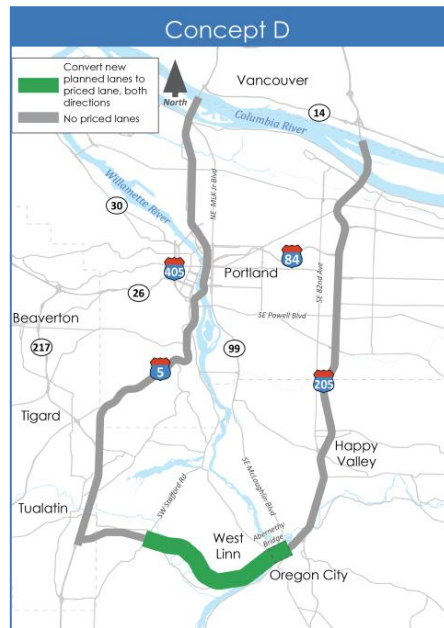 Concept D
Convert new
planned lanes to
priced lane, both
directions
No priced lanes
North
Vancouver
14
Columbia River
Willamette River
NE MLK Jr Blvd
30
84
405
Portland
SE 82nd Ave
26
SE Powell Blvd
Beaverton
217
99
5
205
Tigard
Happy
Valley
SE McLoughlin Blvd
SW Stafford Rd
Tualatin
West
Linn
Abernethy
Bridge
Oregon City